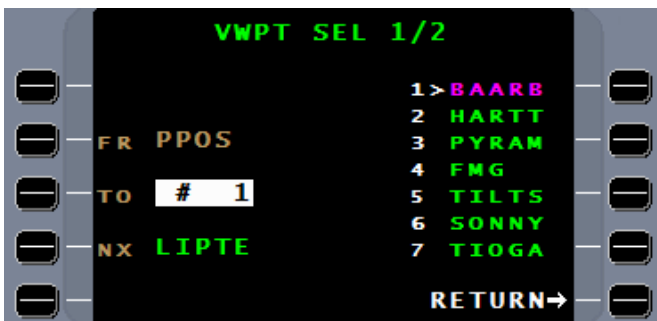 VWPT SEL 1/2
1>BAARB
2 HARTT
FR PPOS
3 PYRAM
4 FMG
TO # 1
5 TILTS
6 SONNY
NX LIPTE
7 TIOGA
RETURN→